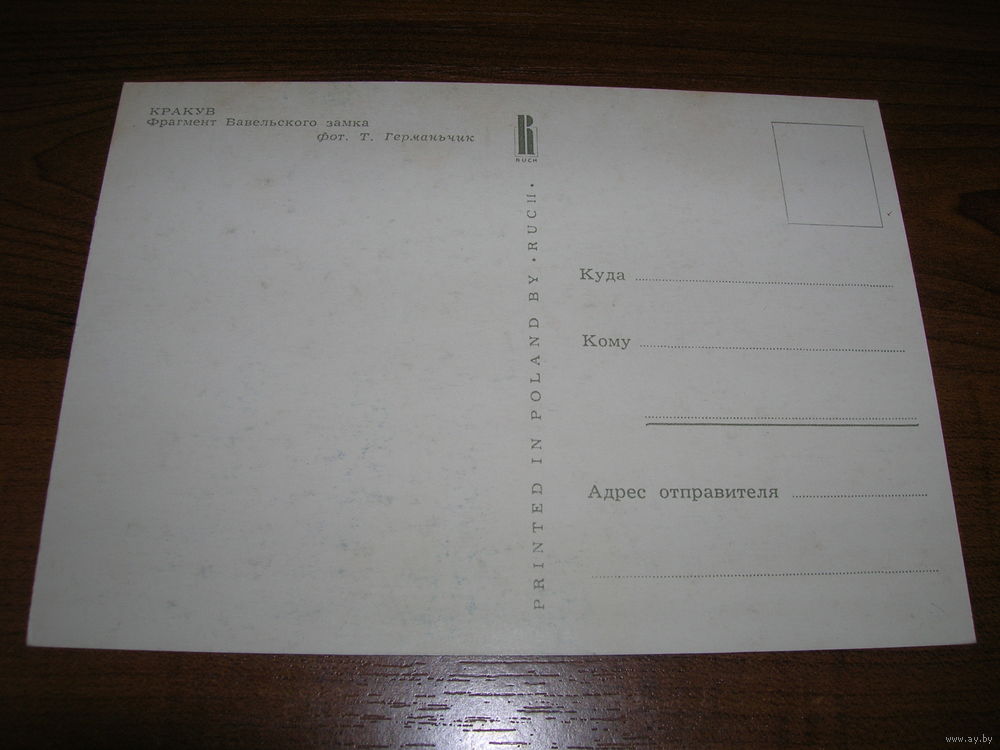 КРАКУВ
Фрагмент Вавельского замка
фот. Т. Германьчик
R
RUCH
PRINTED IN POLAND BY • RUCH •
Куда
Кому
Адрес отправителя
www.ay.by